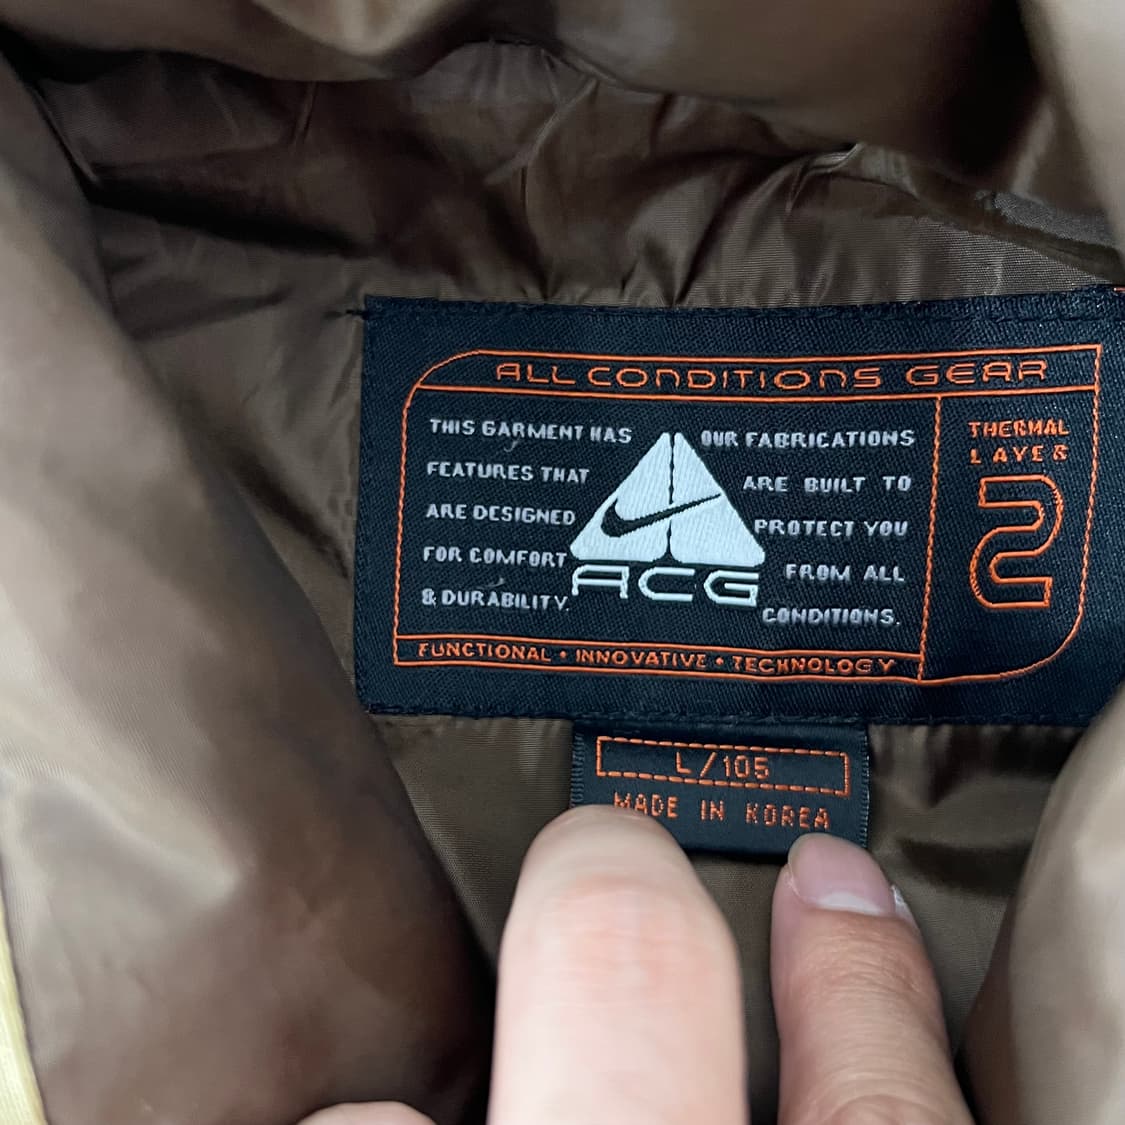 ALL CONDITIONS GEAR
THIS GARMENT HAS
FEATURES THAT
ARE DESIGNED
FOR COMFORT
& DURABILITY.
ACG
OUR FABRICATIONS
ARE BUILT TO
PROTECT YOU
FROM ALL
CONDITIONS.
THERMAL
LAYER
2
FUNCTIONAL • INNOVATIVE • TECHNOLOGY
L/105
MADE IN KOREA